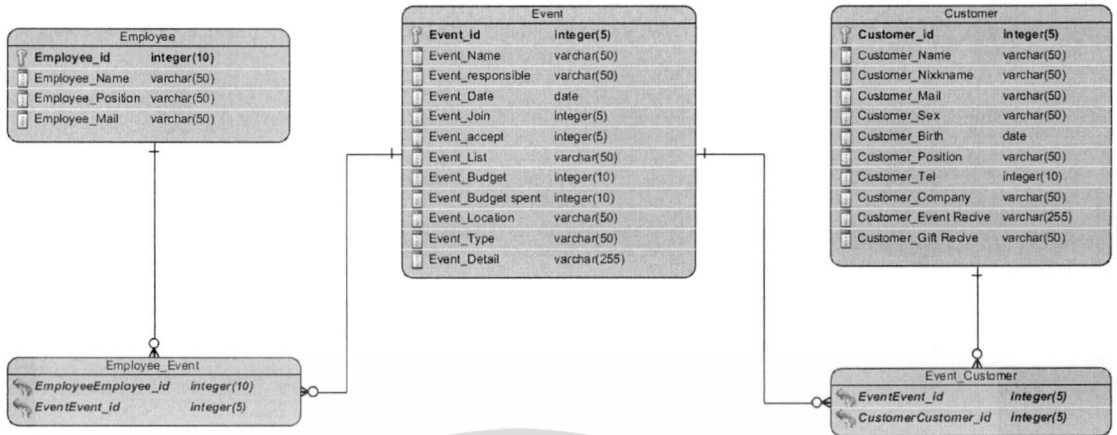 Employee
Employee_id integer(10)
Employee_Name varchar(50)
Employee_Position varchar(50)
Employee_Mail varchar(50)
Event
Event_id integer(5)
Event_Name varchar(50)
Event_responsible varchar(50)
Event_Date date
Event_Join integer(5)
Event_accept integer(5)
Event_List varchar(50)
Event_Budget integer(10)
Event_Budget spent integer(10)
Event_Location varchar(50)
Event_Type varchar(50)
Event_Detail varchar(255)
Customer
Customer_id integer(5)
Customer_Name varchar(50)
Customer_Nixkname varchar(50)
Customer_Mail varchar(50)
Customer_Sex varchar(50)
Customer_Birth date
Customer_Position varchar(50)
Customer_Tel integer(10)
Customer_Company varchar(50)
Customer_Event Recive varchar(255)
Customer_Gift Recive varchar(50)
Employee_Event
EmployeeEmployee_id integer(10)
EventEvent_id integer(5)
Event_Customer
EventEvent_id integer(5)
CustomerCustomer_id integer(5)